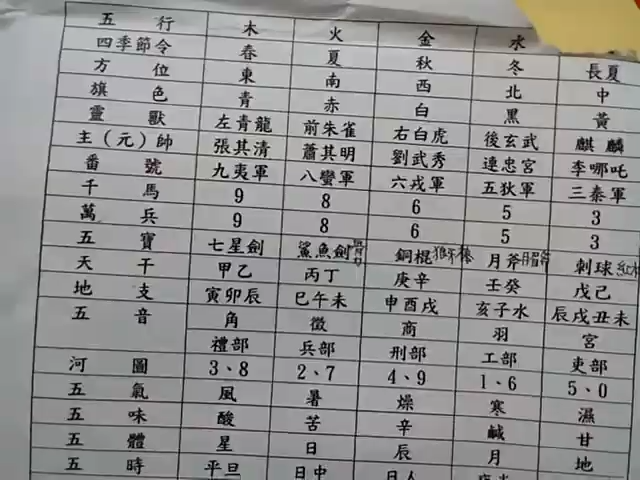 五行 木 火 金 水
四季節令 春 夏 秋 冬 長夏
方位 東 南 西 北 中
旗色 青 赤 白 黑 黃
靈獸 左青龍 前朱雀 右白虎 後玄武 麒麟
主(元)帥 張其清 蕭其明 劉武秀 連忠宮 李哪吒
番號 九夷軍 八蠻軍 六戎軍 五狄軍 三秦軍
千馬 9 8 6 5 3
萬兵 9 8 6 5 3
五寶 七星劍 鯊魚劍 銅棍 月斧 刺球
天干 甲乙 丙丁 庚辛 壬癸 戊己
地支 寅卯辰 巳午未 申酉戌 亥子水 辰戌丑未
五音 角 徵 商 羽 宮
禮部 兵部 刑部 工部 吏部
河圖 3、8 2、7 4、9 1、6 5、0
五氣 風 暑 燥 寒 濕
五味 酸 苦 辛 鹹 甘
五體 星 日 辰 月 地
五時 平旦 日中